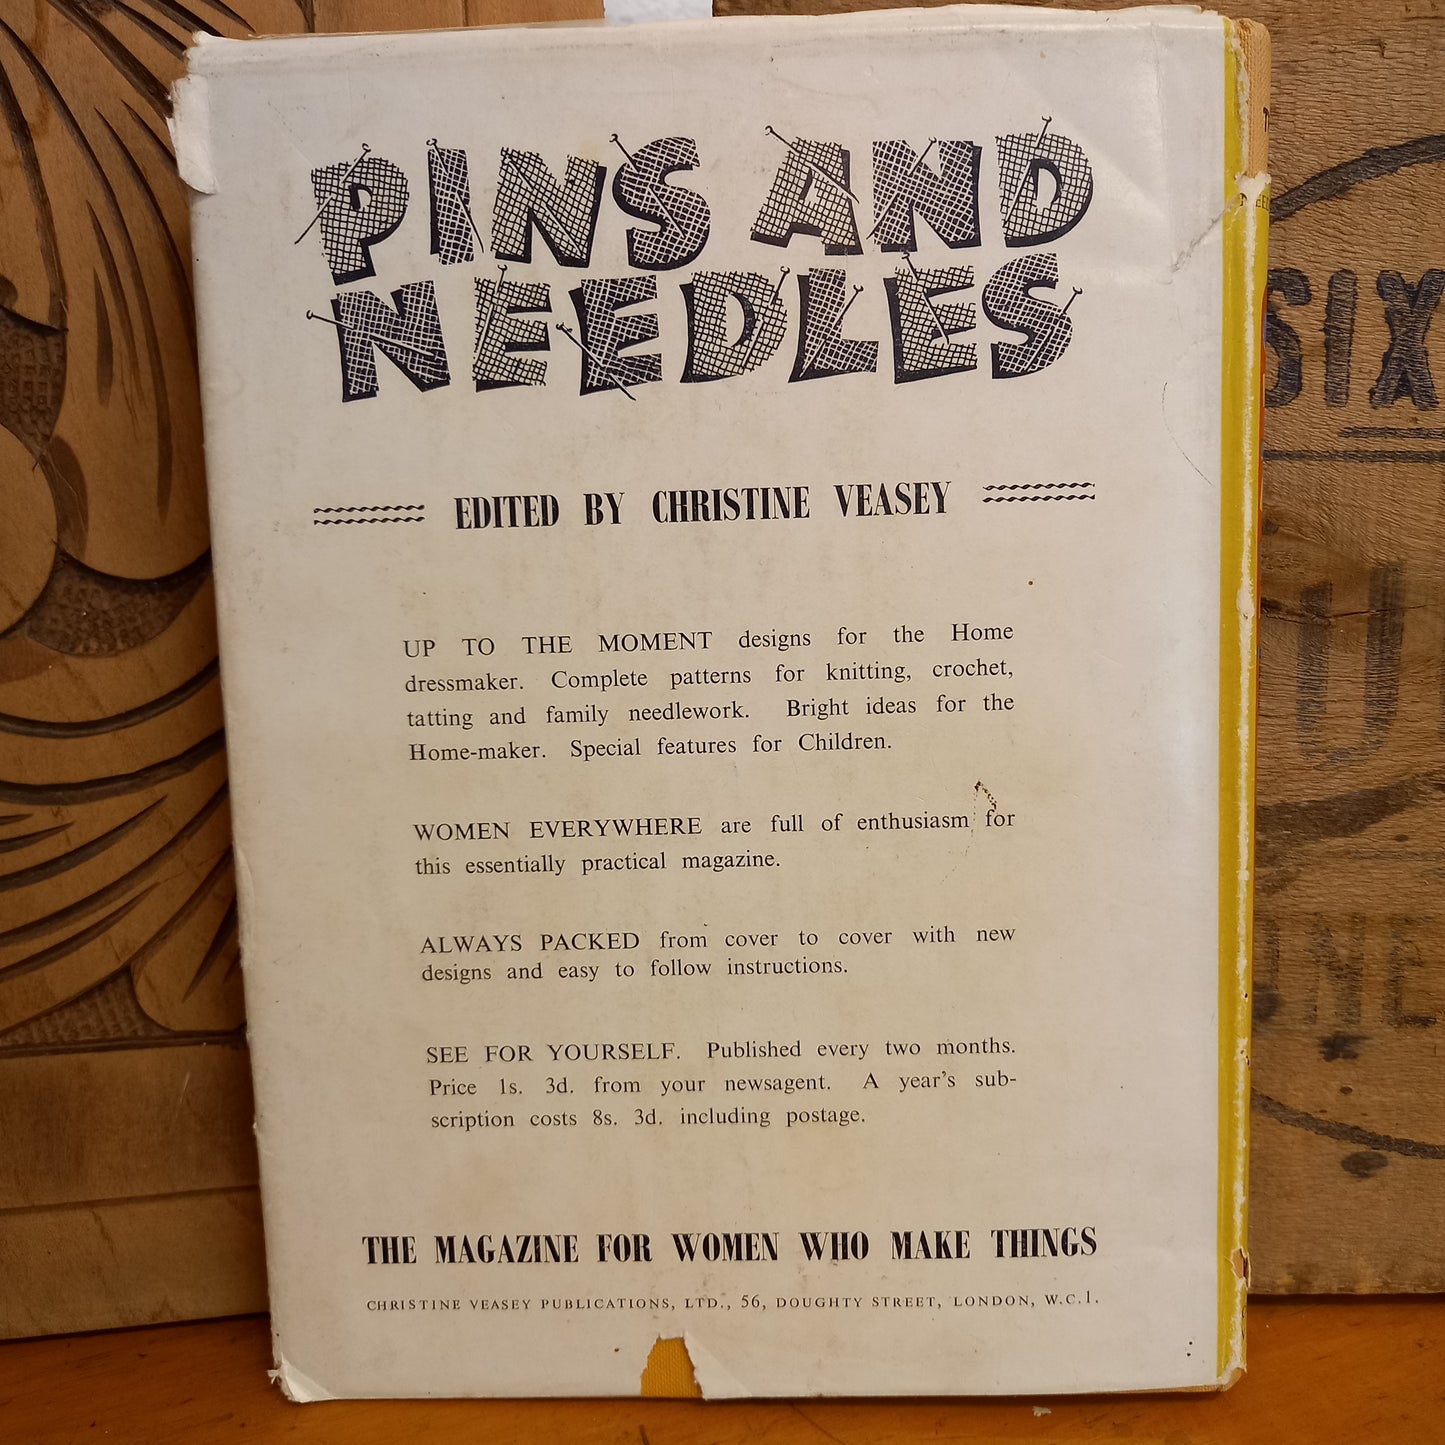 PINS AND
NEEDLES
EDITED BY CHRISTINE VEASEY
UP TO THE MOMENT designs for the Home
dressmaker. Complete patterns for knitting, crochet,
tatting and family needlework. Bright ideas for the
Home-maker. Special features for Children.
WOMEN EVERYWHERE are full of enthusiasm for
this essentially practical magazine.
ALWAYS PACKED from cover to cover with new
designs and easy to follow instructions.
SEE FOR YOURSELF. Published every two months.
Price 1s. 3d. from your newsagent. A year's sub-
scription costs 8s. 3d. including postage.
THE MAGAZINE FOR WOMEN WHO MAKE THINGS
CHRISTINE VEASEY PUBLICATIONS, LTD., 56, DOUGHTY STREET, LONDON, W.C.1.
SIX